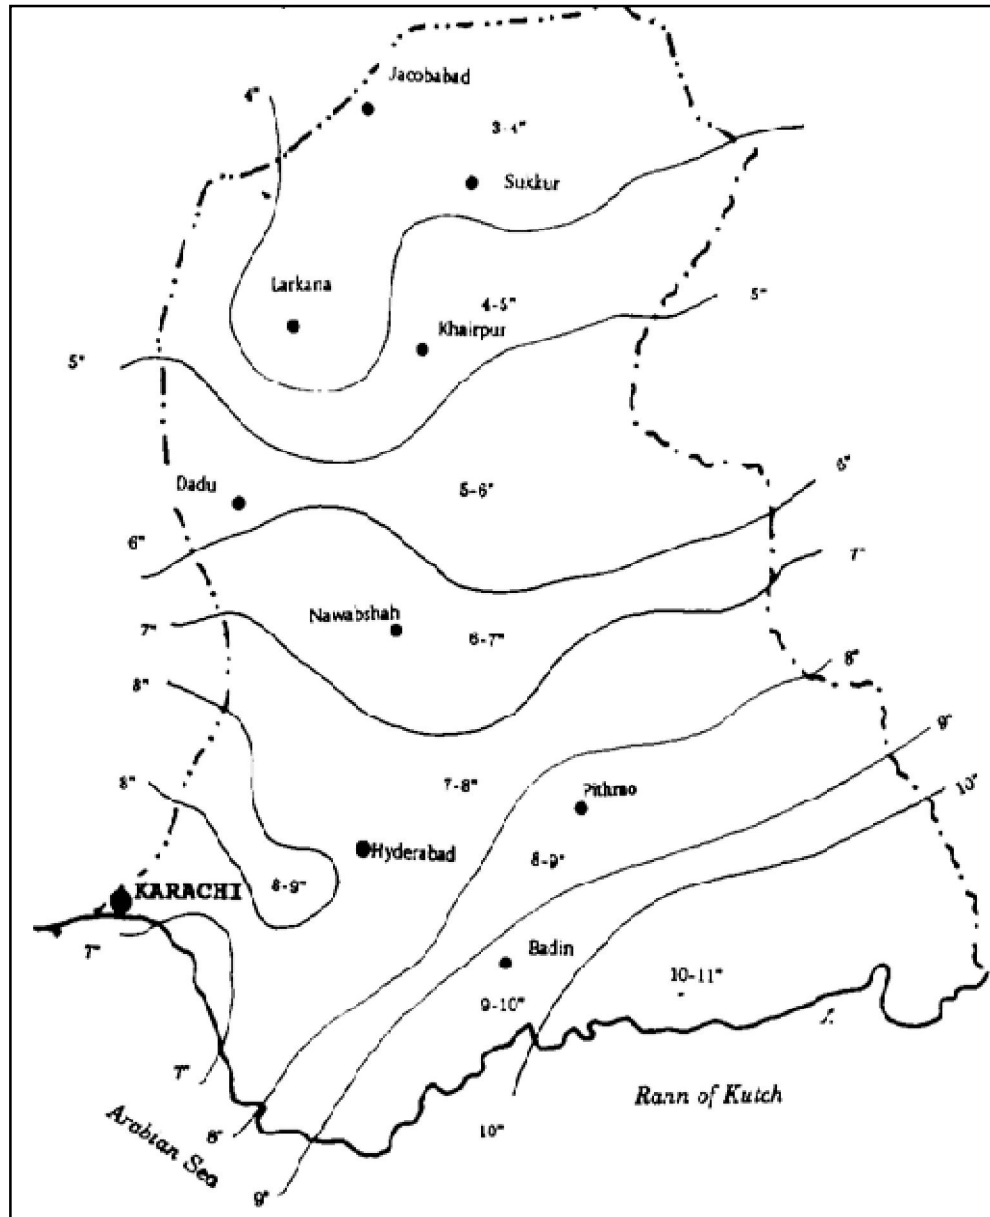 Jacobabad
4"
3-4"
Sukkur
Larkana
4-5"
5"
Khairpur
5"
Dadu
5-6"
6"
6"
7"
Nawabshah
7"
6-7"
8"
8"
9"
8"
7-8"
Pithrao
10"
Hyderabad
8-9"
8-9"
KARACHI
7"
Badin
10-11"
9-10"
7"
Rann of Kutch
Arabian Sea
8"
10"
9"